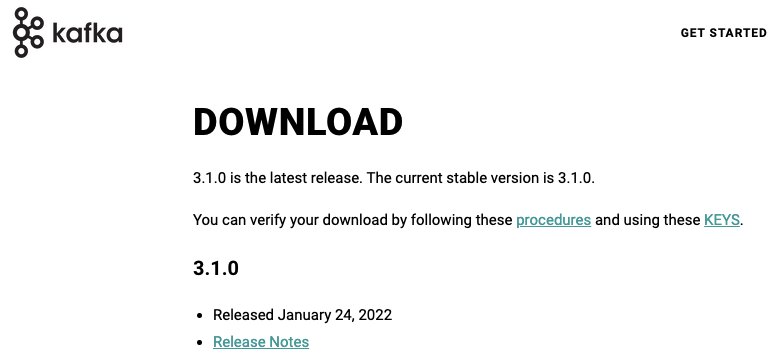 kafka
GET STARTED
DOWNLOAD
3.1.0 is the latest release. The current stable version is 3.1.0.
You can verify your download by following these procedures and using these KEYS.
3.1.0
• Released January 24, 2022
• Release Notes